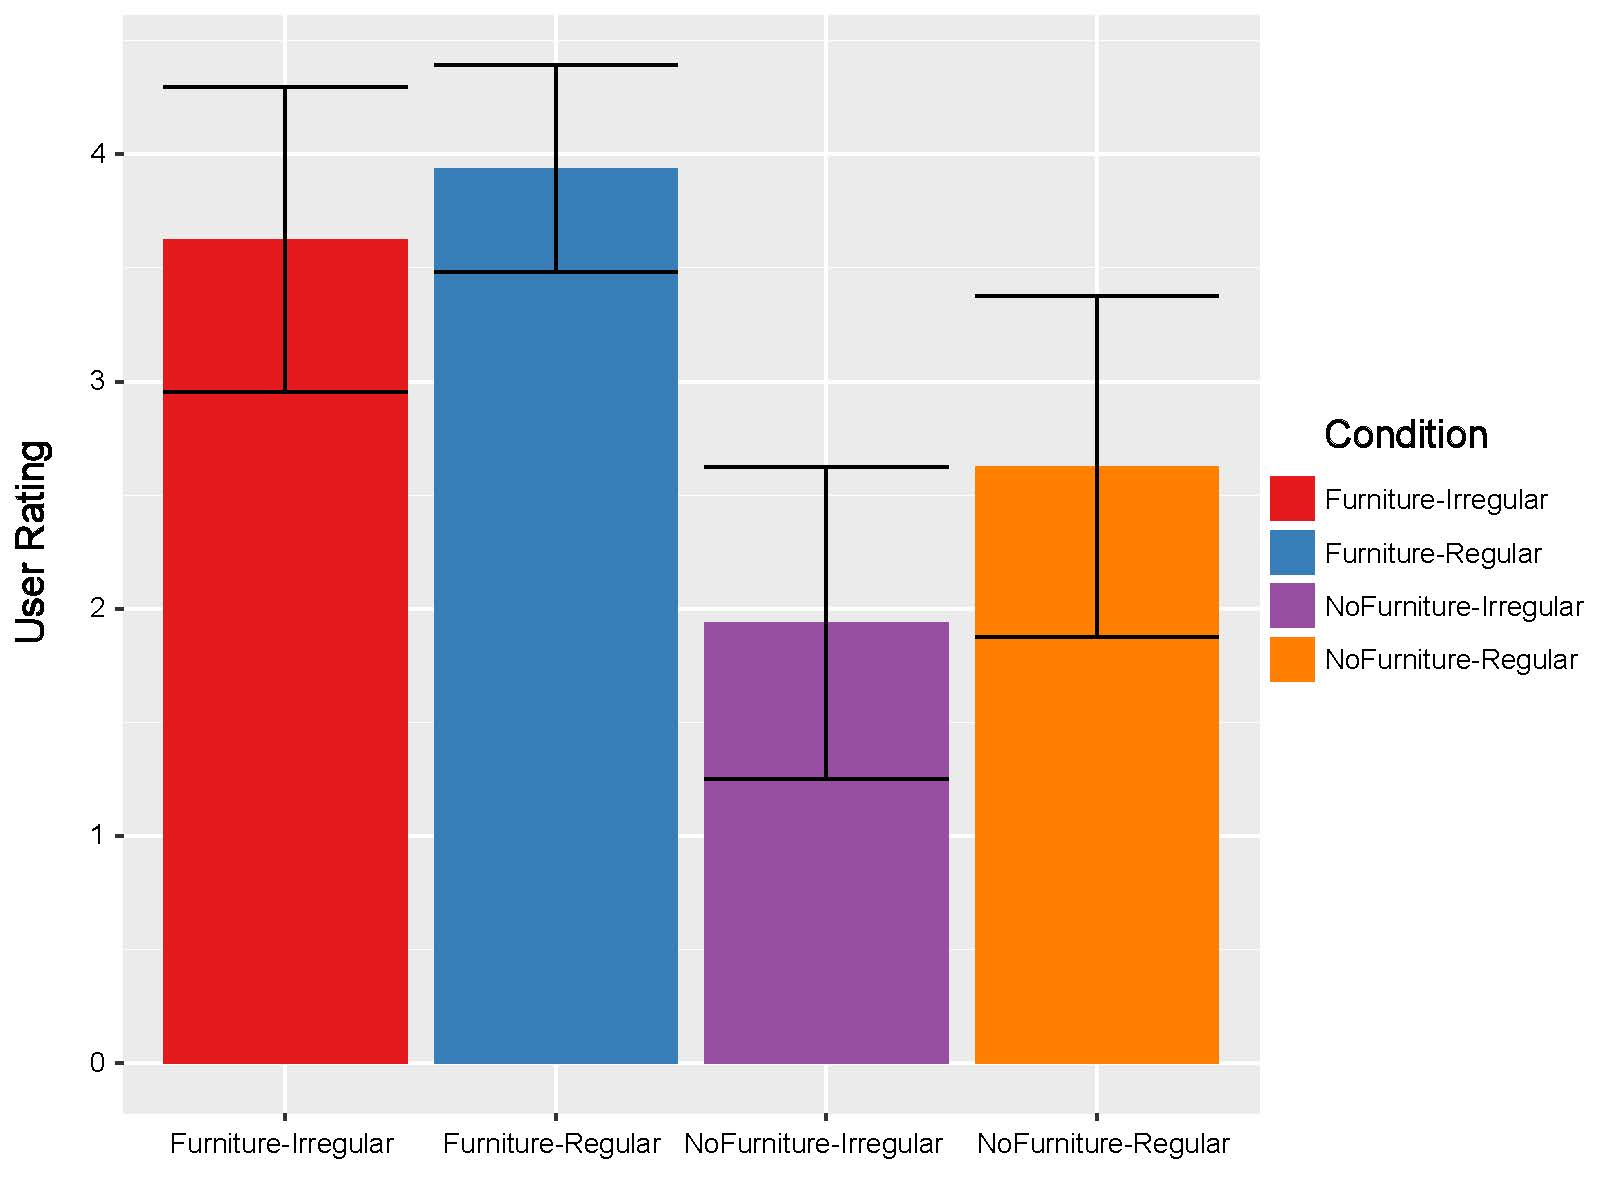 User Rating
4
3
2
1
0
Furniture-Irregular
Furniture-Regular
NoFurniture-Irregular
NoFurniture-Regular
Condition
Furniture-Irregular
Furniture-Regular
NoFurniture-Irregular
NoFurniture-Regular